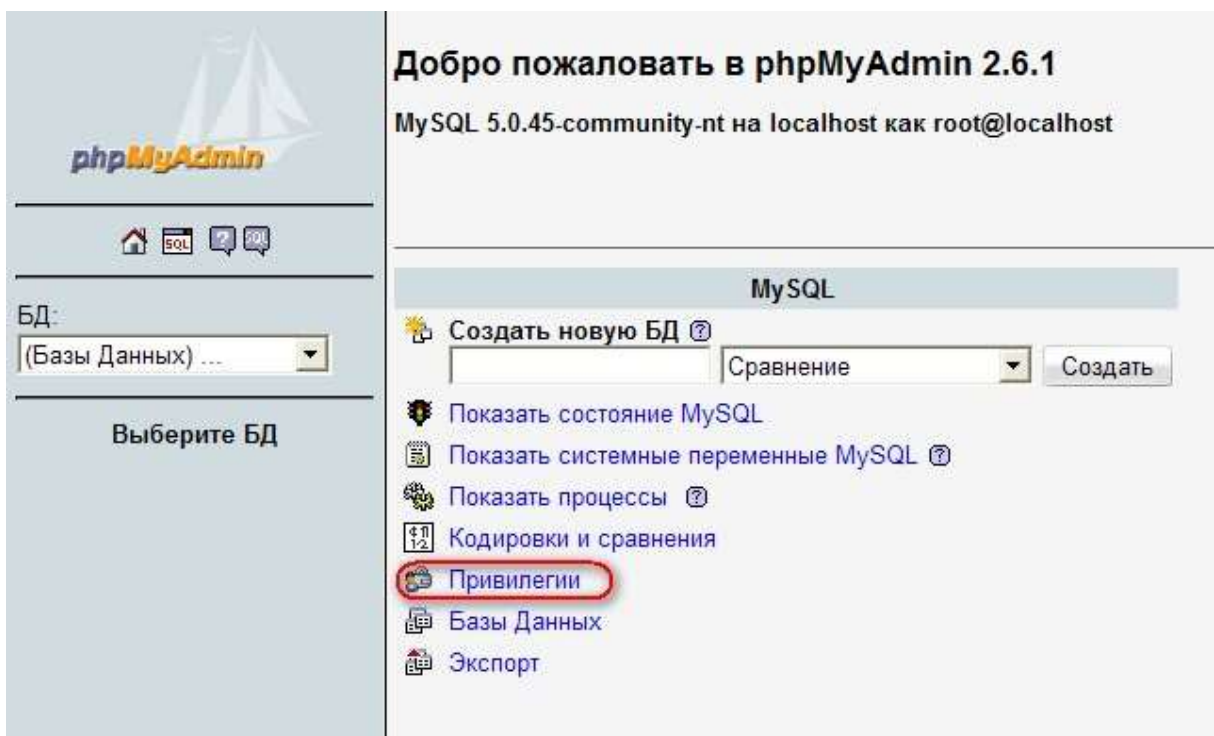 phpMyAdmin
SQL
SQL
БД:
(Базы Данных) ...
Выберите БД
Добро пожаловать в phpMyAdmin 2.6.1
MySQL 5.0.45-community-nt на localhost как root@localhost
MySQL
Создать новую БД
Сравнение
Создать
Показать состояние MySQL
Показать системные переменные MySQL
Показать процессы
Кодировки и сравнения
Привилегии
Базы Данных
Экспорт